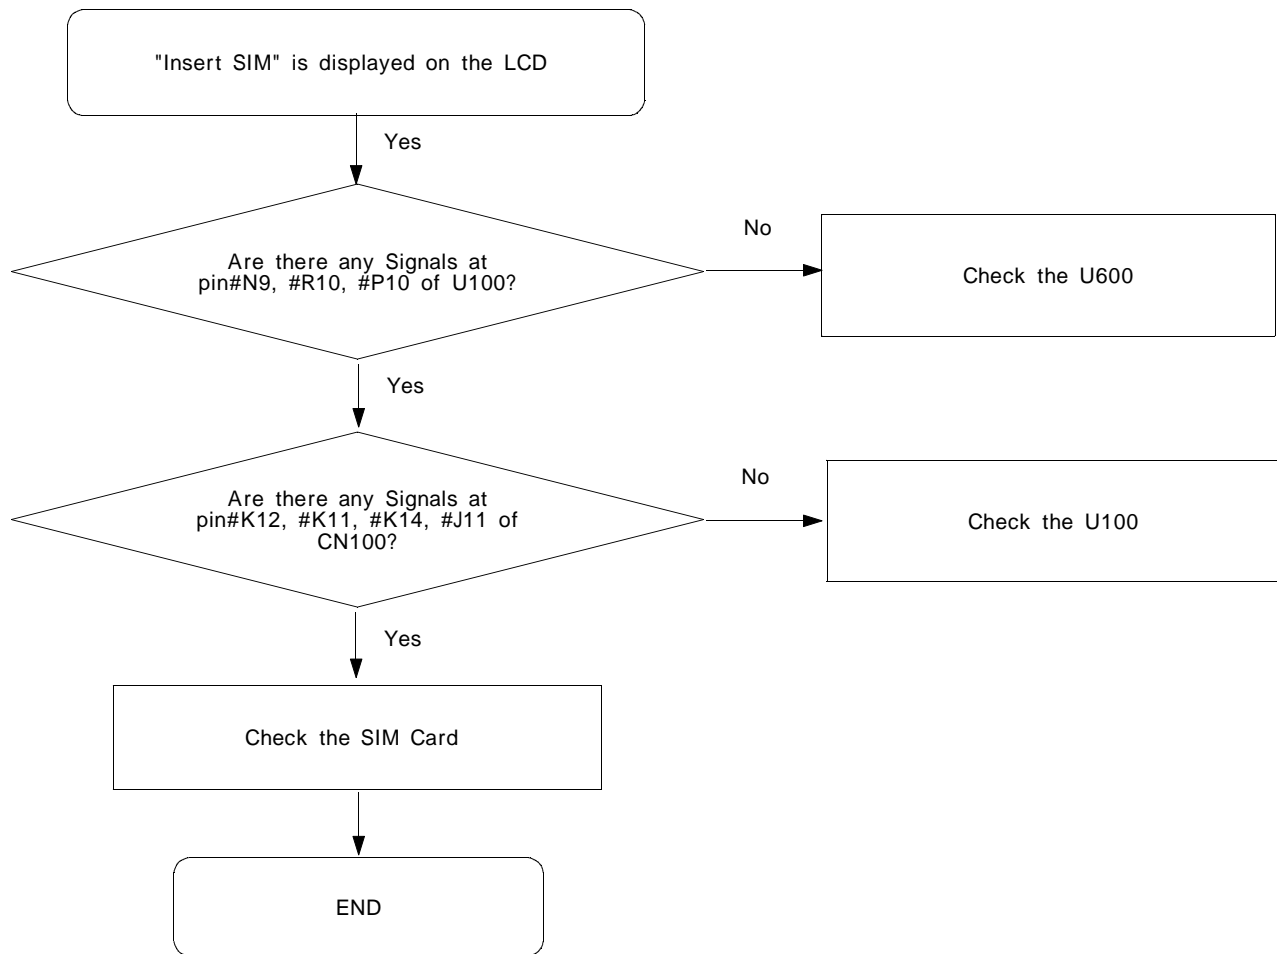 "Insert SIM" is displayed on the LCD
Yes
Are there any Signals at
pin#N9, #R10, #P10 of U100?
No
Check the U600
Yes
Are there any Signals at
pin#K12, #K11, #K14, #J11 of
CN100?
No
Check the U100
Yes
Check the SIM Card
END